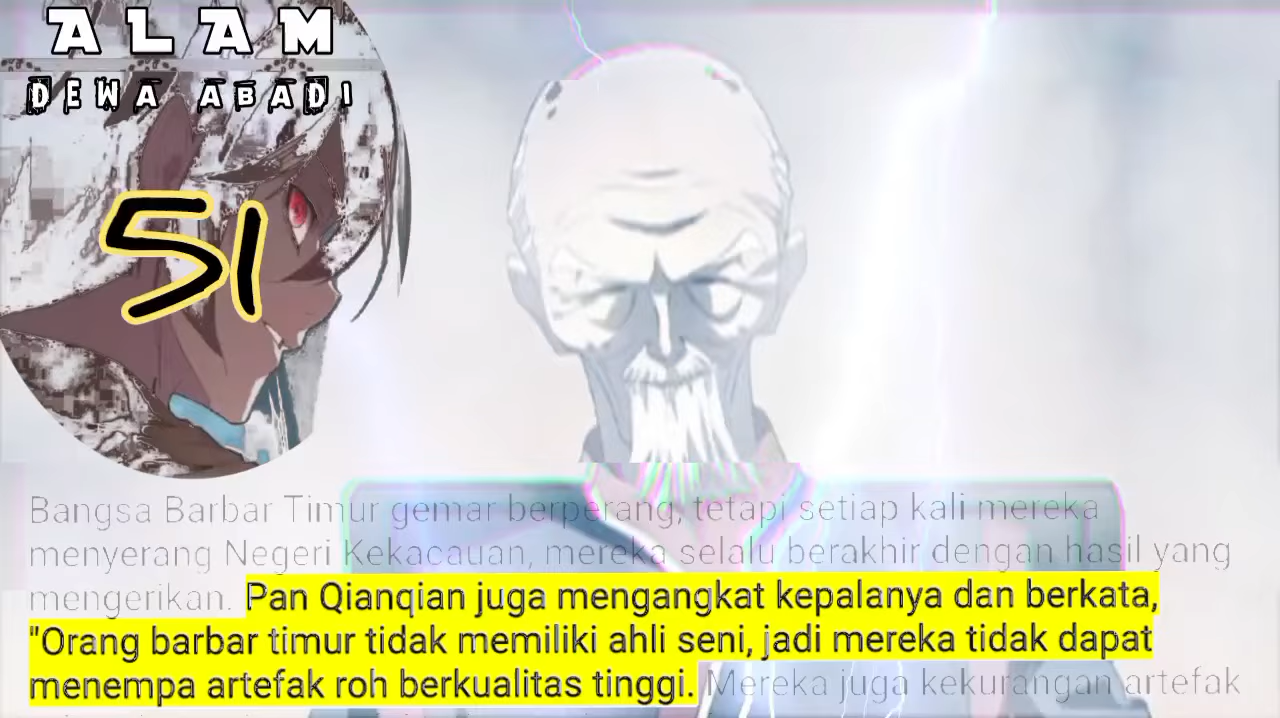 ALAM
DEWA ABADI
51
Bangsa Barbar Timur gemar berperang, tetapi setiap kali mereka
menyerang Negeri Kekacauan, mereka selalu berakhir dengan hasil yang
mengerikan. Pan Qianqian juga mengangkat kepalanya dan berkata,
"Orang barbar timur tidak memiliki ahli seni, jadi mereka tidak dapat
menempa artefak roh berkualitas tinggi. Mereka juga kekurangan artefak